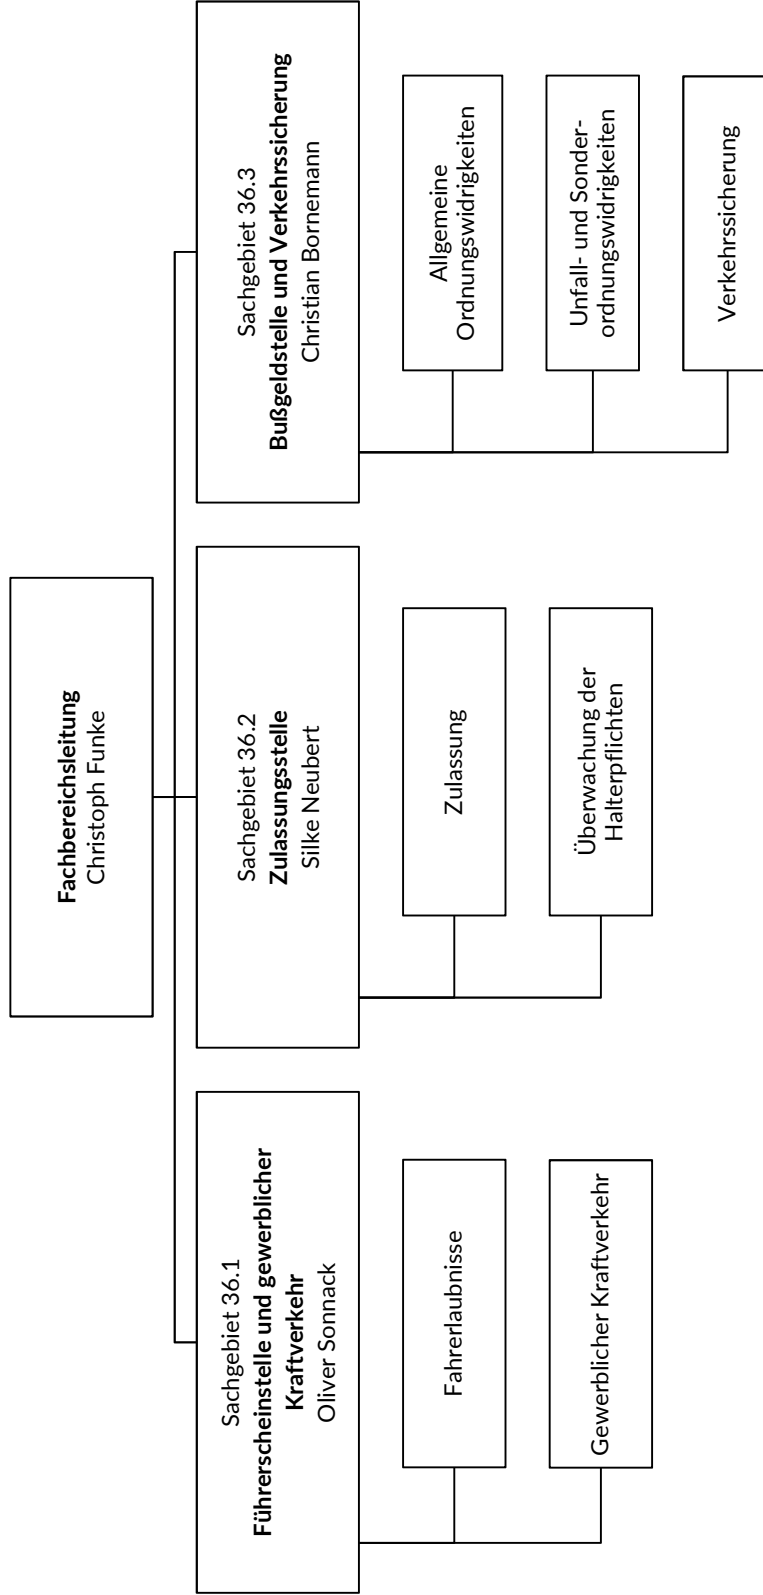 Fachbereichsleitung
Christoph Funke
Sachgebiet 36.1
Führerscheinstelle und gewerblicher
Kraftverkehr
Oliver Sonnack
Fahrerlaubnisse
Gewerblicher Kraftverkehr
Sachgebiet 36.2
Zulassungsstelle
Silke Neubert
Zulassung
Überwachung der
Halterpflichten
Sachgebiet 36.3
Bußgeldstelle und Verkehrssicherung
Christian Bornemann
Allgemeine
Ordnungswidrigkeiten
Unfall- und Sonder-
ordnungswidrigkeiten
Verkehrssicherung